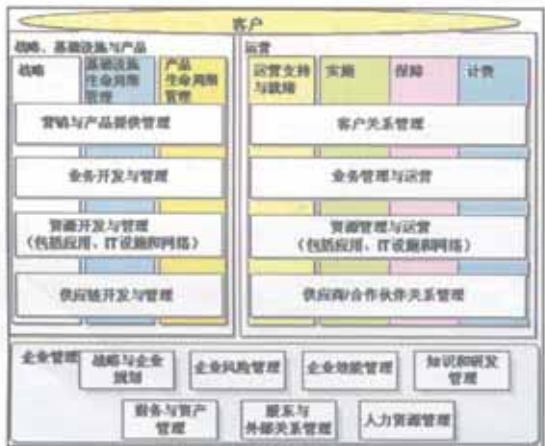 客户
战略、基础设施与产品
运营
战略
基础设施
生命周期
管理
产品
生命周期
管理
运营支持
与就绪
实施
保障
计费
营销与产品提供管理
客户关系管理
业务开发与管理
业务管理与运营
资源开发与管理
（包括应用、IT设施和网络）
资源管理与运营
（包括应用、IT设施和网络）
供应链开发与管理
供应商/合作伙伴关系管理
企业管理
战略与企业
规划
企业风险管理
企业效能管理
知识和研发
管理
财务与资产
管理
股东与
外部关系管理
人力资源管理